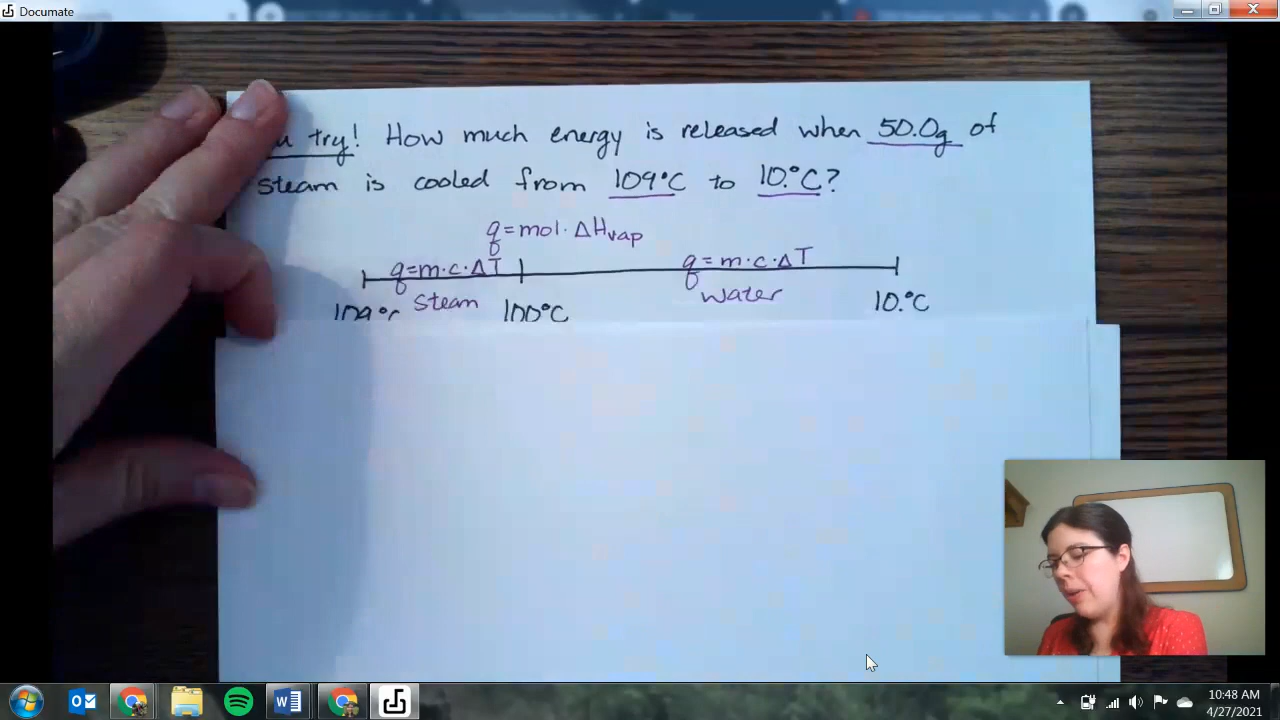 Documate
try! How much energy is released when 50.0g of
steam is cooled from 109°C to 10.°C?
q=mol·ΔHvap
q=m·c·ΔT
q=m·c·ΔT
steam
water
109°C
100°C
10.°C
10:48 AM
4/27/2021